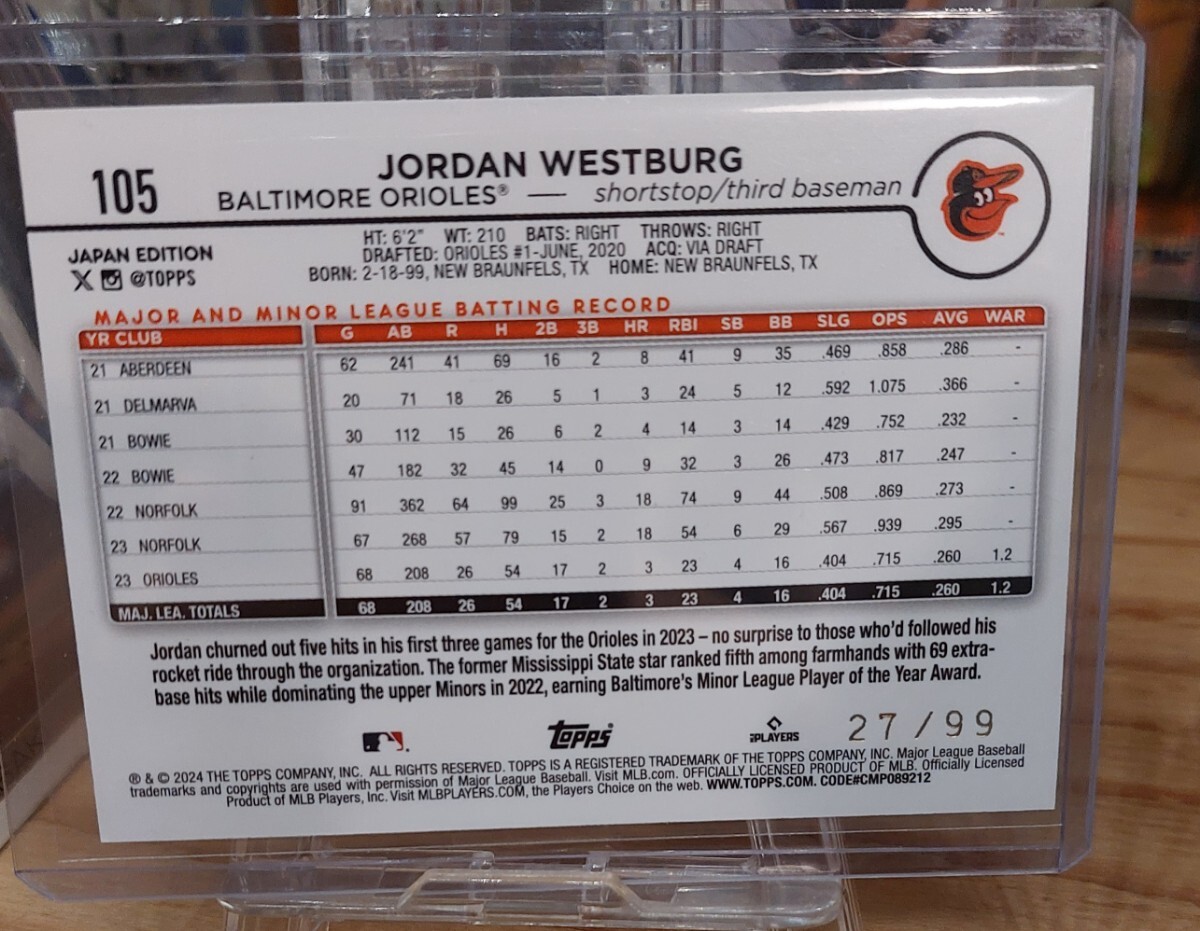 105
JORDAN WESTBURG
BALTIMORE ORIOLES® — shortstop/third baseman
JAPAN EDITION
X @TOPPS
HT: 6'2" WT: 210 BATS: RIGHT THROWS: RIGHT
DRAFTED: ORIOLES #1-JUNE, 2020 ACQ: VIA DRAFT
BORN: 2-18-99, NEW BRAUNFELS, TX HOME: NEW BRAUNFELS, TX
MAJOR AND MINOR LEAGUE BATTING RECORD
YR CLUB G AB R H 2B 3B HR RBI SB BB SLG OPS AVG WAR
21 ABERDEEN 62 241 41 69 16 2 8 41 9 35 .469 .858 .286 -
21 DELMARVA 20 71 18 26 5 1 3 24 5 12 .592 1.075 .366 -
21 BOWIE 30 112 15 26 6 2 4 14 3 14 .429 .752 .232 -
22 BOWIE 47 182 32 45 14 0 9 32 3 26 .473 .817 .247 -
22 NORFOLK 91 362 64 99 25 3 18 74 9 44 .508 .869 .273 -
23 NORFOLK 67 268 57 79 15 2 18 54 6 29 .567 .939 .295 -
23 ORIOLES 68 208 26 54 17 2 3 23 4 16 .404 .715 .260 1.2
MAJ. LEA. TOTALS 68 208 26 54 17 2 3 23 4 16 .404 .715 .260 1.2
Jordan churned out five hits in his first three games for the Orioles in 2023 – no surprise to those who'd followed his
rocket ride through the organization. The former Mississippi State star ranked fifth among farmhands with 69 extra-
base hits while dominating the upper Minors in 2022, earning Baltimore's Minor League Player of the Year Award.
Topps
PLAYERS
27/99
® & © 2024 THE TOPPS COMPANY, INC. ALL RIGHTS RESERVED. TOPPS IS A REGISTERED TRADEMARK OF THE TOPPS COMPANY, INC. Major League Baseball
trademarks and copyrights are used with permission of Major League Baseball. Visit MLB.com. OFFICIALLY LICENSED PRODUCT OF MLB. Officially Licensed
Product of MLB Players, Inc. Visit MLBPLAYERS.COM, the Players Choice on the web. WWW.TOPPS.COM. CODE#CMP089212